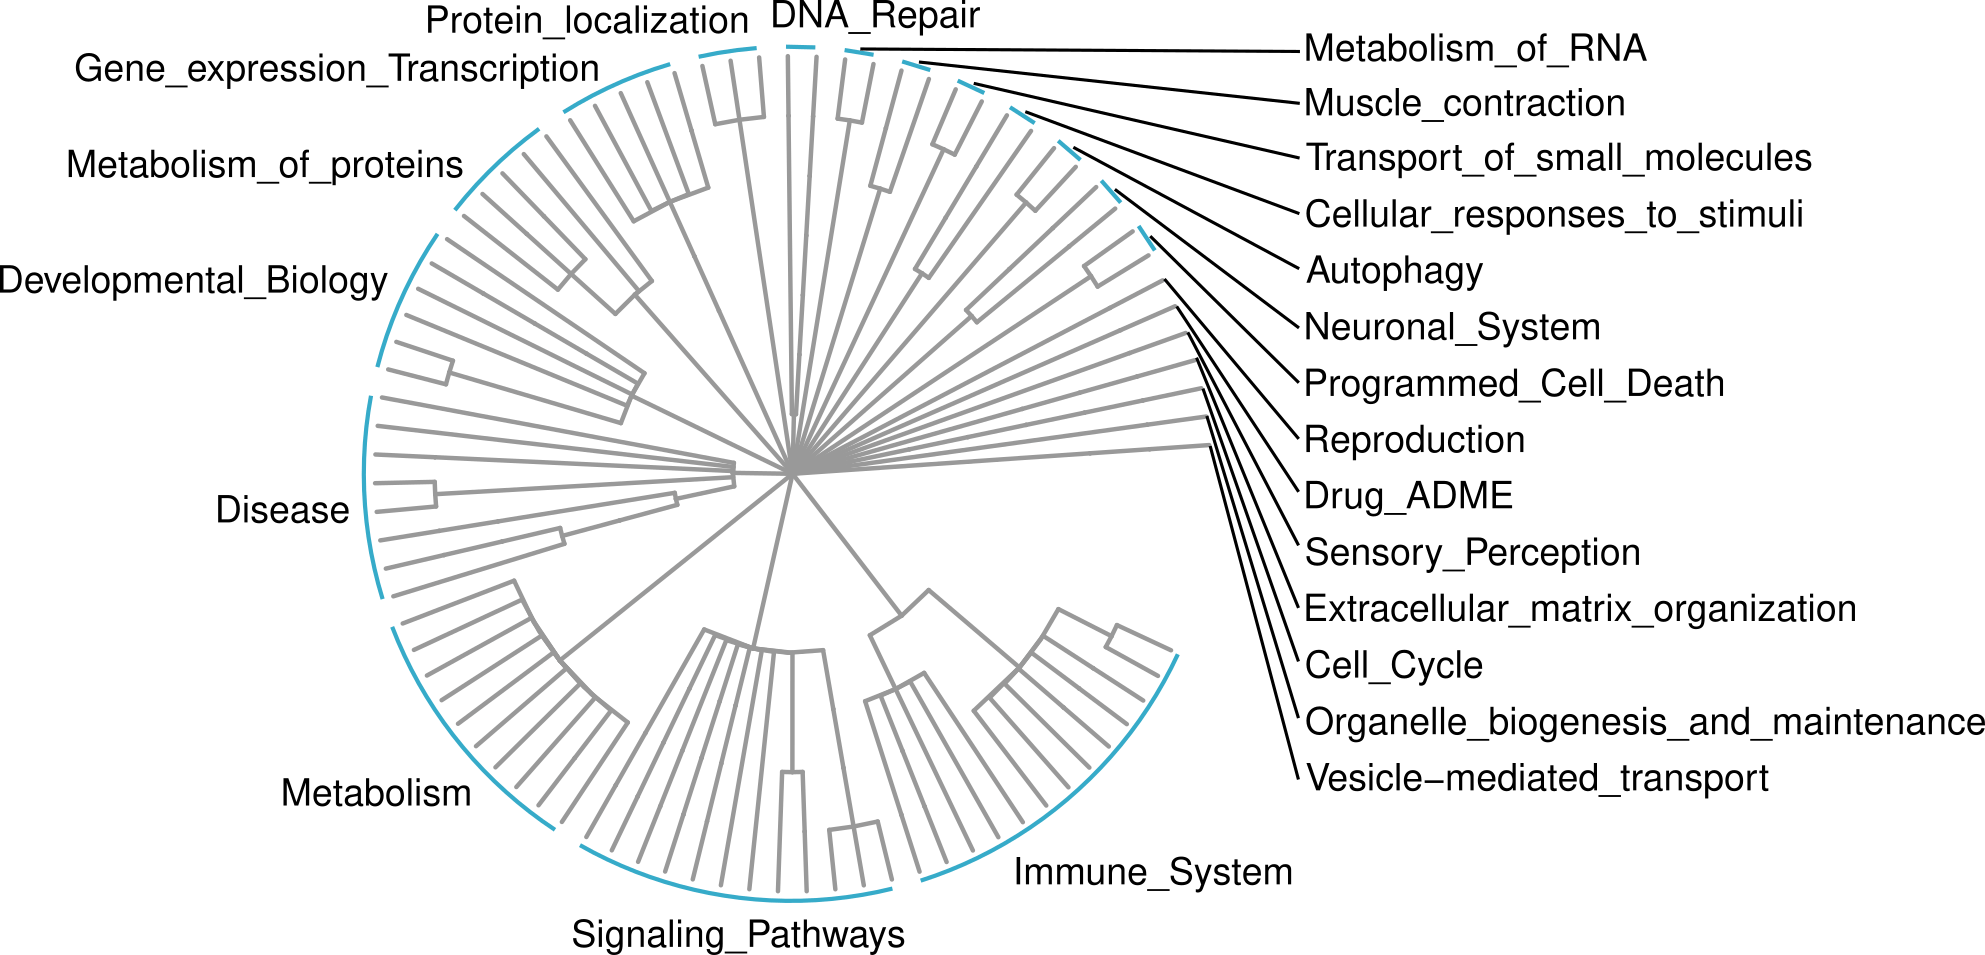 Protein_localization
DNA_Repair
Gene_expression_Transcription
Metabolism_of_proteins
Developmental_Biology
Disease
Metabolism
Signaling_Pathways
Immune_System
Metabolism_of_RNA
Muscle_contraction
Transport_of_small_molecules
Cellular_responses_to_stimuli
Autophagy
Neuronal_System
Programmed_Cell_Death
Reproduction
Drug_ADME
Sensory_Perception
Extracellular_matrix_organization
Cell_Cycle
Organelle_biogenesis_and_maintenance
Vesicle−mediated_transport